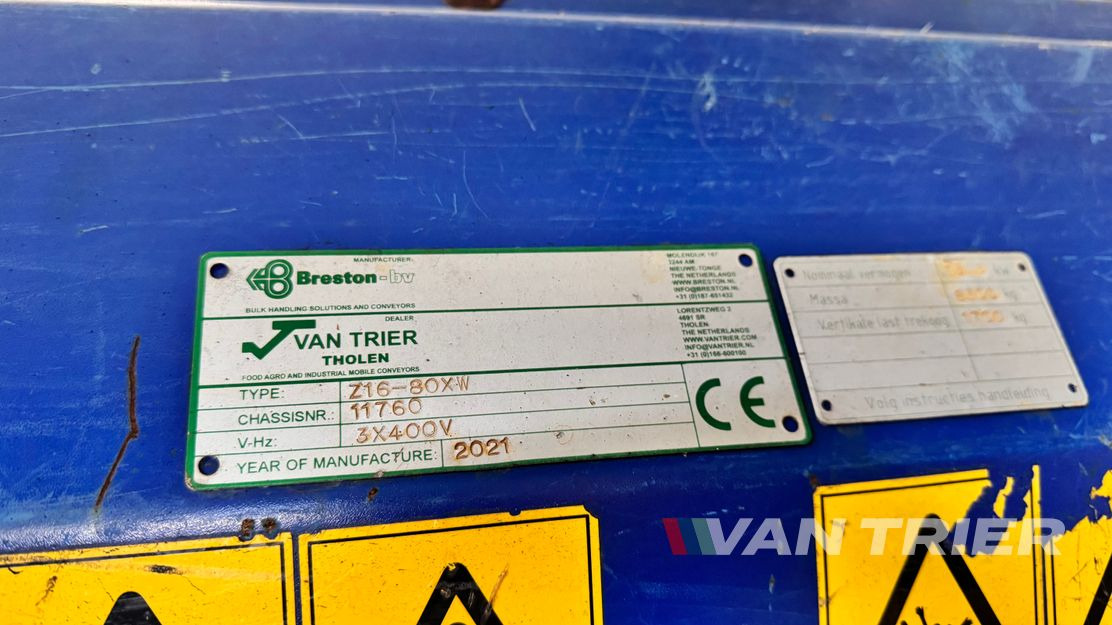 MANUFACTURER
Breston-bv
BULK HANDLING SOLUTIONS AND CONVEYORS
MOLENDIJK 167
3244 AM
NIEUWE-TONGE
THE NETHERLANDS
WWW.BRESTON.NL
INFO@BRESTON.NL
+31 (0)187-651432
DEALER
VAN TRIER
THOLEN
FOOD AGRO AND INDUSTRIAL MOBILE CONVEYORS
LORENTZWEG 2
4691 SR
THOLEN
THE NETHERLANDS
WWW.VANTRIER.COM
INFO@VANTRIER.NL
+31 (0)166-600100
TYPE: Z16-80X-W
CHASSISNR.: 11760
V-Hz: 3X400V
YEAR OF MANUFACTURE: 2021
CE
Nominaal vermogen kW
Massa kg
Vertikale last trekoog 1750 kg
Volg instructies handleiding
VAN TRIER